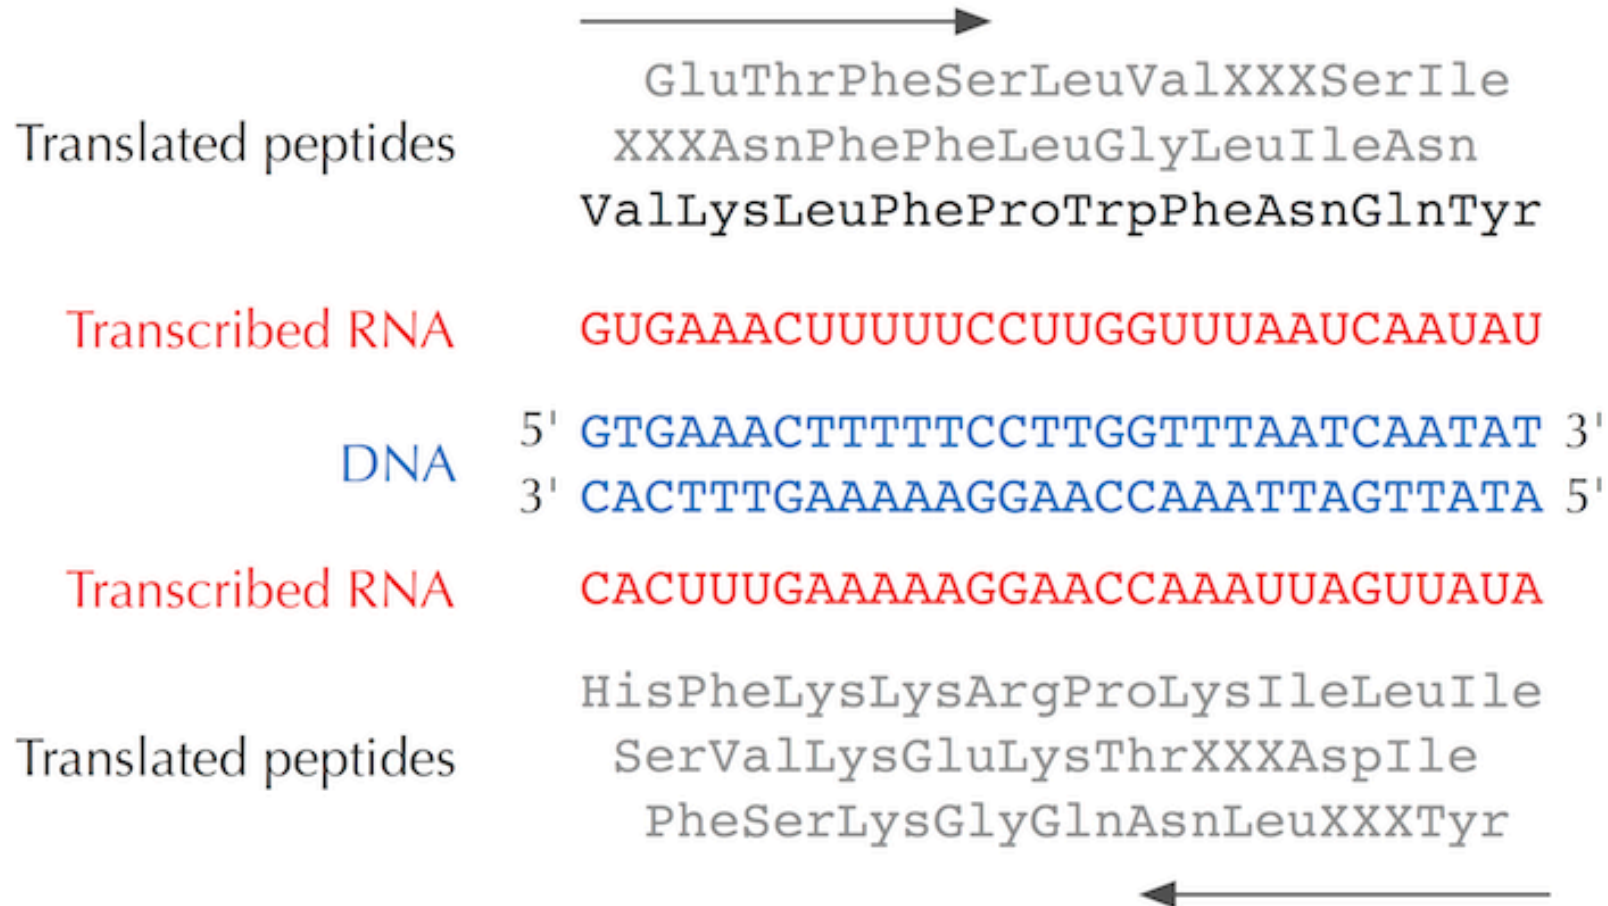 GluThrPheSerLeuValXXXSerIle
Translated peptides XXXAsnPhePheLeuGlyLeuIleAsn
ValLysLeuPheProTrpPheAsnGlnTyr
Transcribed RNA GUGAAACUUUUUCCUUGGUUUAAUCAAUAU
5' GTGAAACTTTTTCCTTGGTTTAATCAATAT 3'
DNA
3' CACTTTGAAAAAGGAACCAAATTAGTTATA 5'
Transcribed RNA CACUUUGAAAAAGGAACCAAAUUAGUUAUA
HisPheLysLysArgProLysIleLeuIle
Translated peptides SerValLysGluLysThrXXXAspIle
PheSerLysGlyGlnAsnLeuXXXTyr